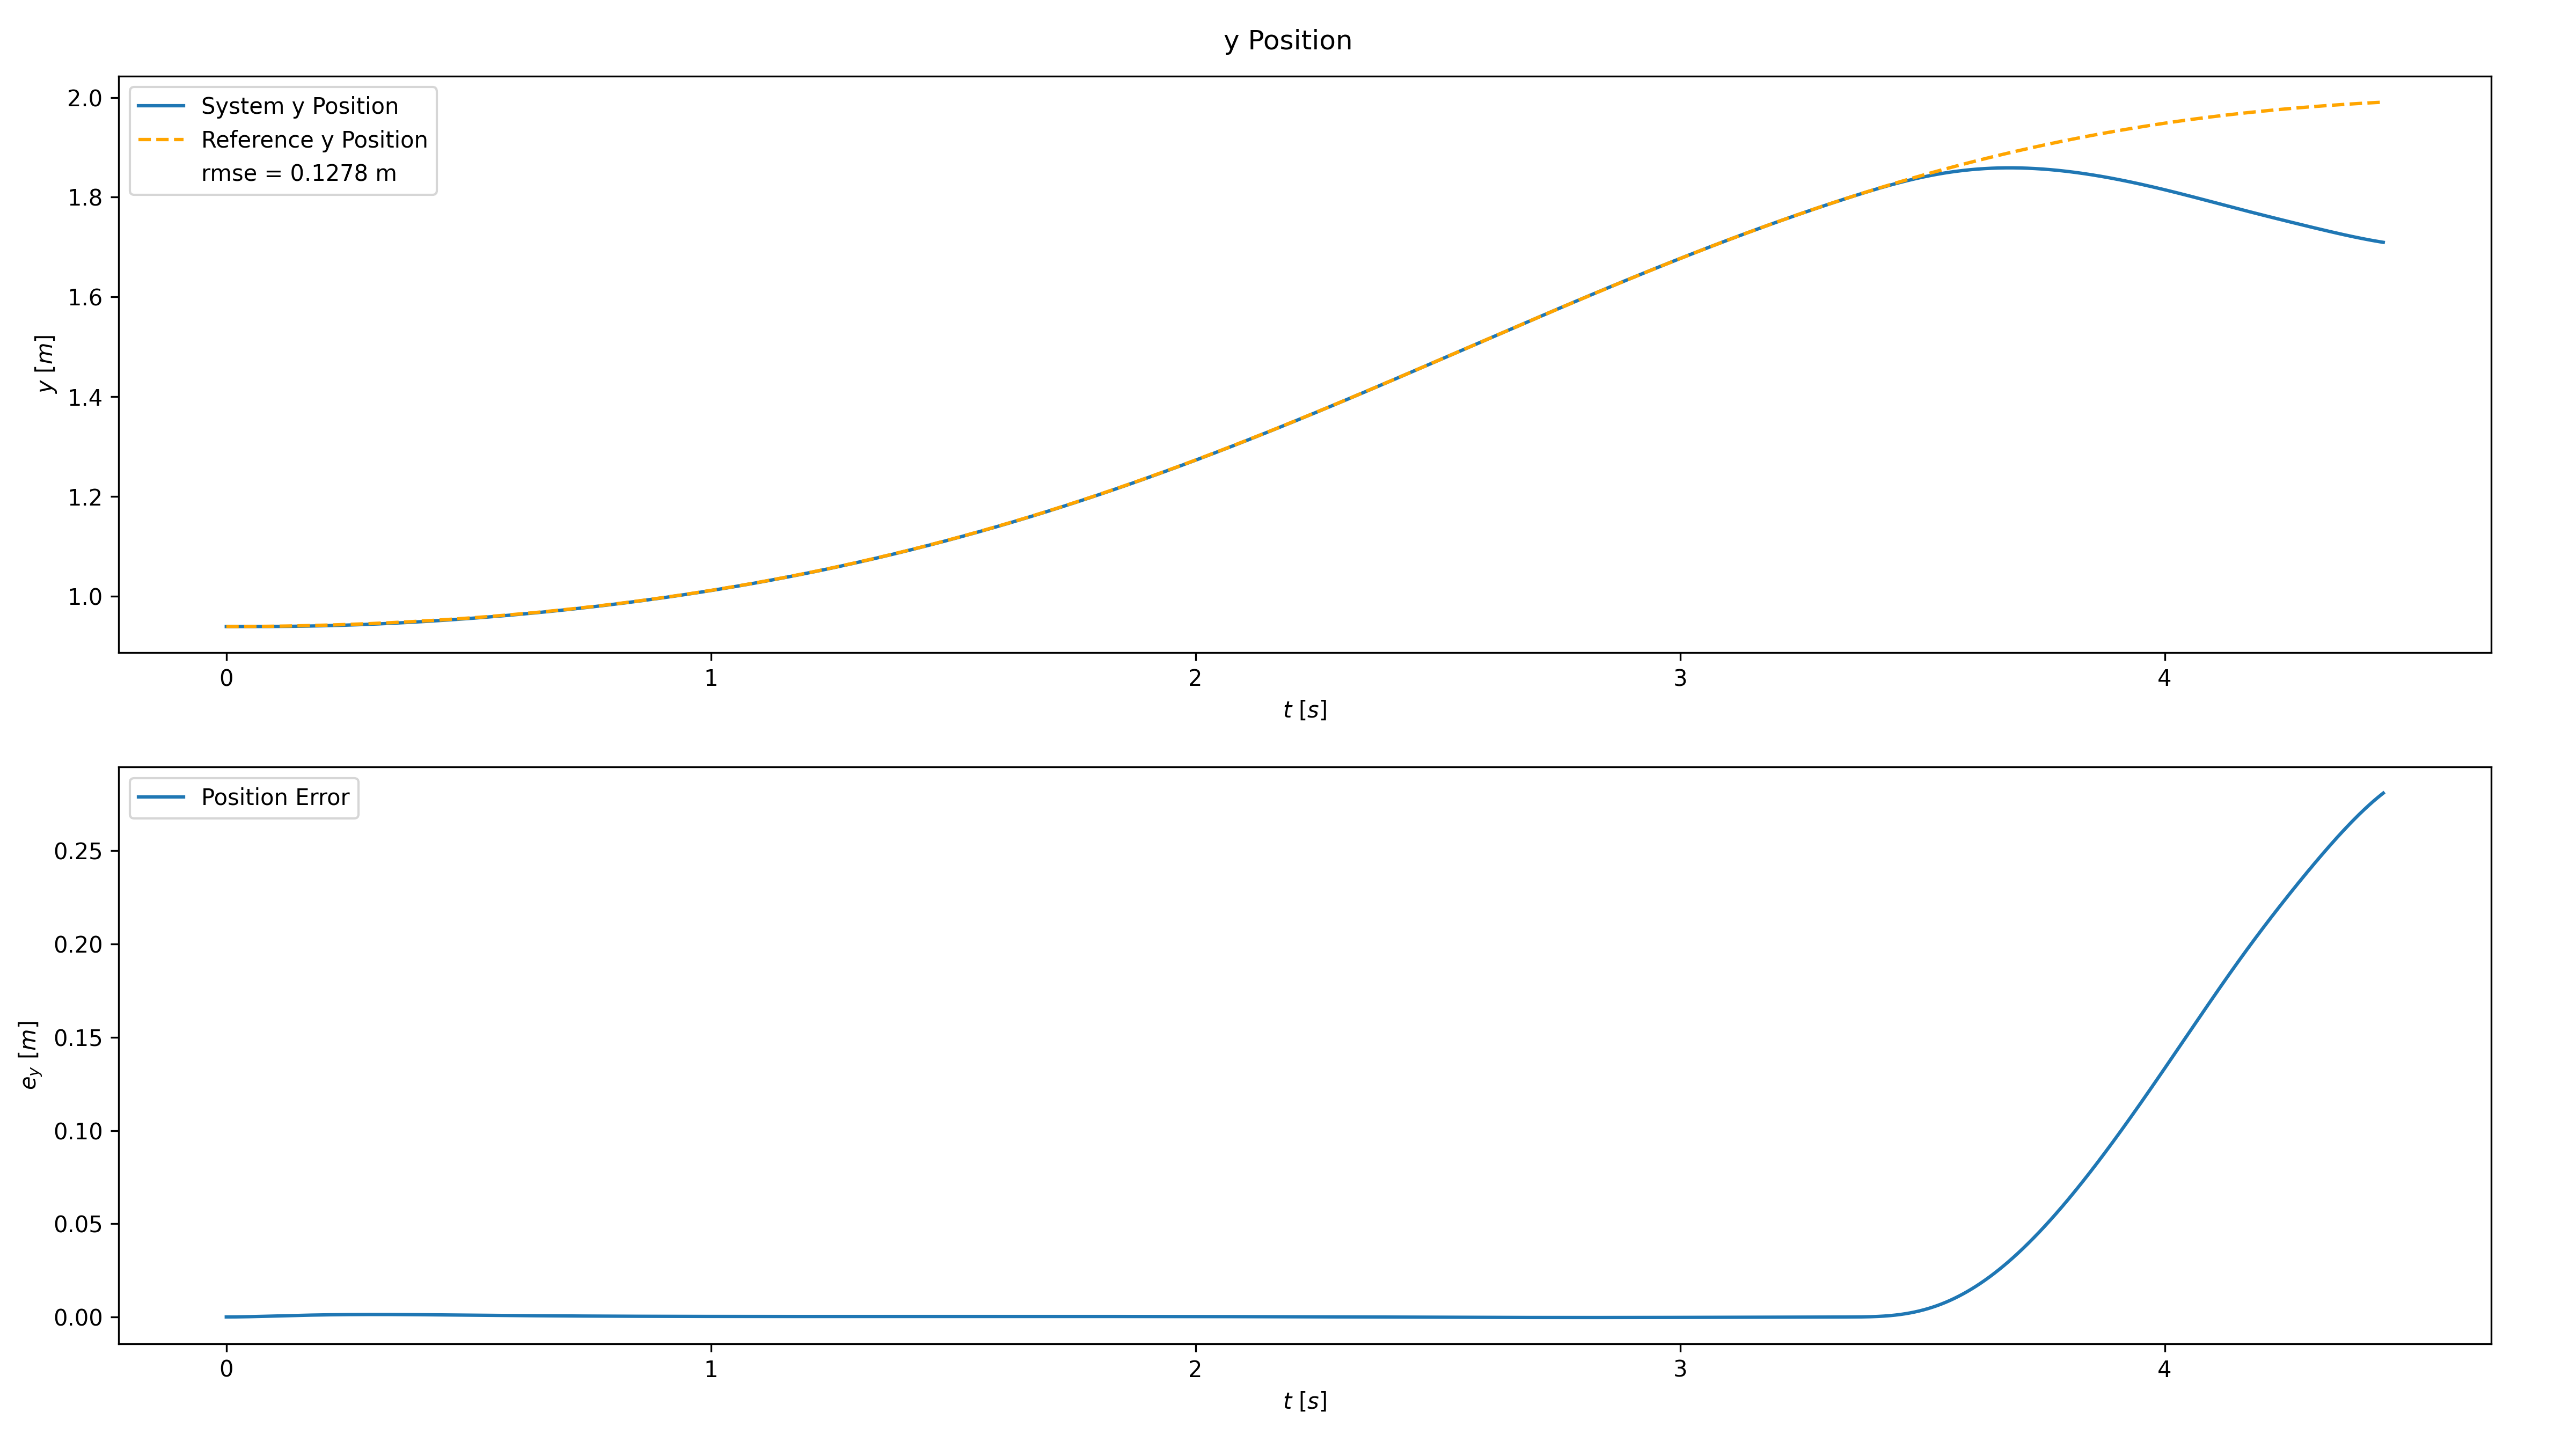 y Position
System y Position
Reference y Position
rmse = 0.1278 m
2.0
1.8
1.6
1.4
1.2
1.0
y [m]
0 1 2 3 4
t [s]
Position Error
0.25
0.20
0.15
0.10
0.05
0.00
e_y [m]
0 1 2 3 4
t [s]